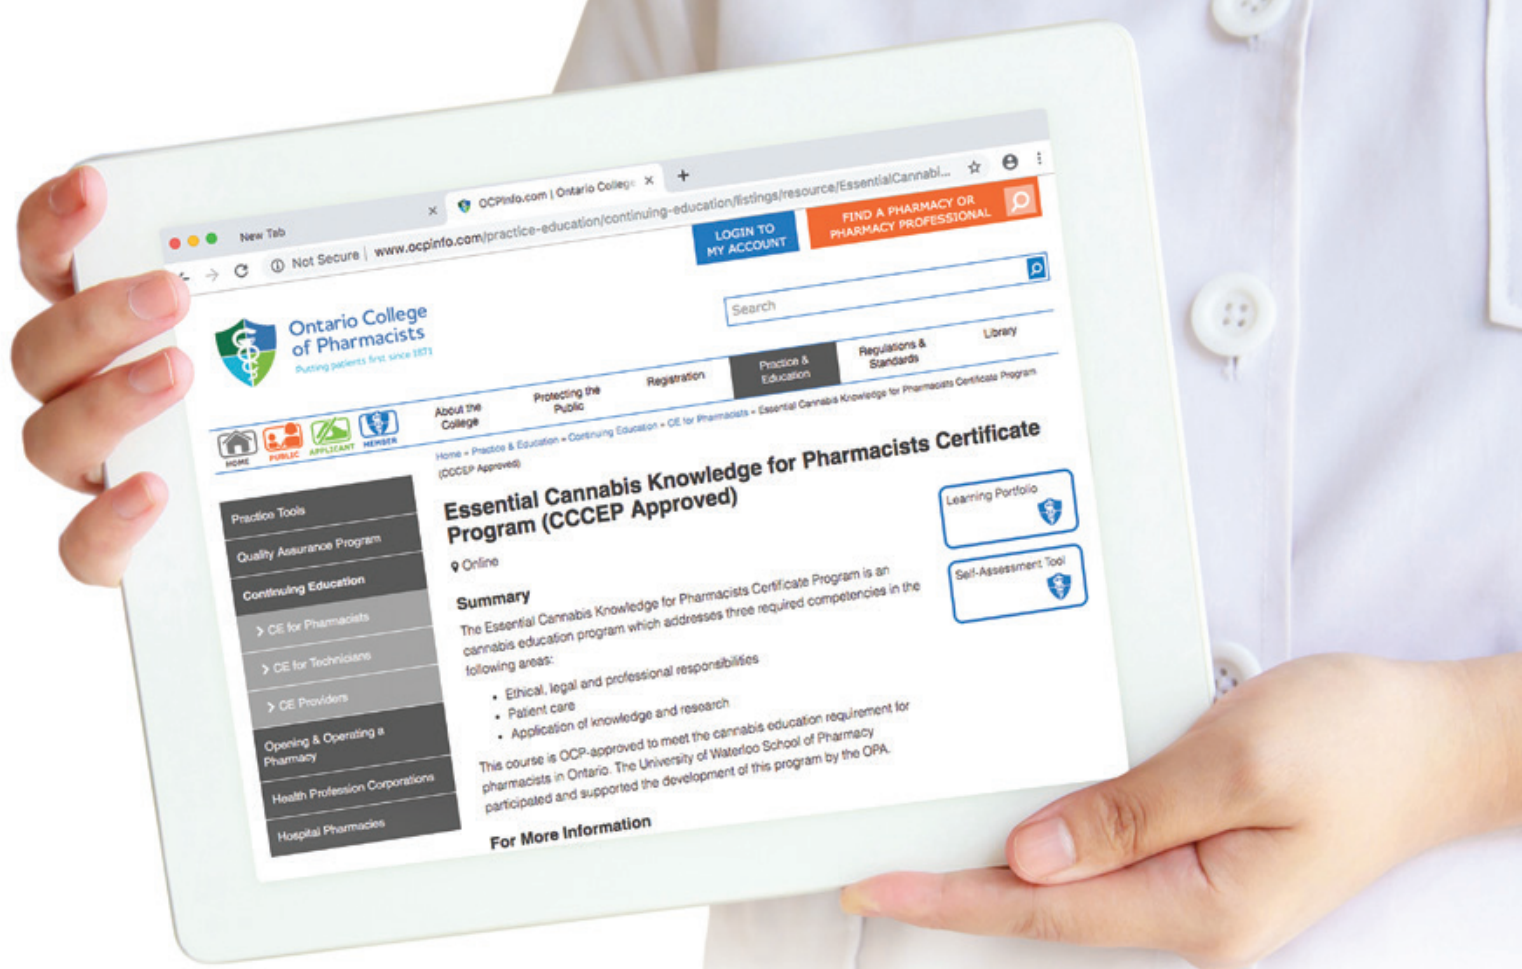 New Tab
OCPInfo.com | Ontario College
Not Secure | www.ocpinfo.com/practice-education/continuing-education/listings/resource/EssentialCannabi...
LOGIN TO
MY ACCOUNT
FIND A PHARMACY OR
PHARMACY PROFESSIONAL
Ontario College
of Pharmacists
Putting patients first since 1871
Search
HOME
PUBLIC
APPLICANT
MEMBER
About the
College
Protecting the
Public
Registration
Practice &
Education
Regulations &
Standards
Library
Home » Practice & Education » Continuing Education » CE for Pharmacists » Essential Cannabis Knowledge for Pharmacists Certificate Program
(CCCEP Approved)
Practice Tools
Quality Assurance Program
Continuing Education
> CE for Pharmacists
> CE for Technicians
> CE Providers
Opening & Operating a
Pharmacy
Health Profession Corporations
Hospital Pharmacies
Essential Cannabis Knowledge for Pharmacists Certificate
Program (CCCEP Approved)
Online
Summary
The Essential Cannabis Knowledge for Pharmacists Certificate Program is an
cannabis education program which addresses three required competencies in the
following areas:
• Ethical, legal and professional responsibilities
• Patient care
• Application of knowledge and research
This course is OCP-approved to meet the cannabis education requirement for
pharmacists in Ontario. The University of Waterloo School of Pharmacy
participated and supported the development of this program by the OPA.
For More Information
Learning Portfolio
Self-Assessment Tool